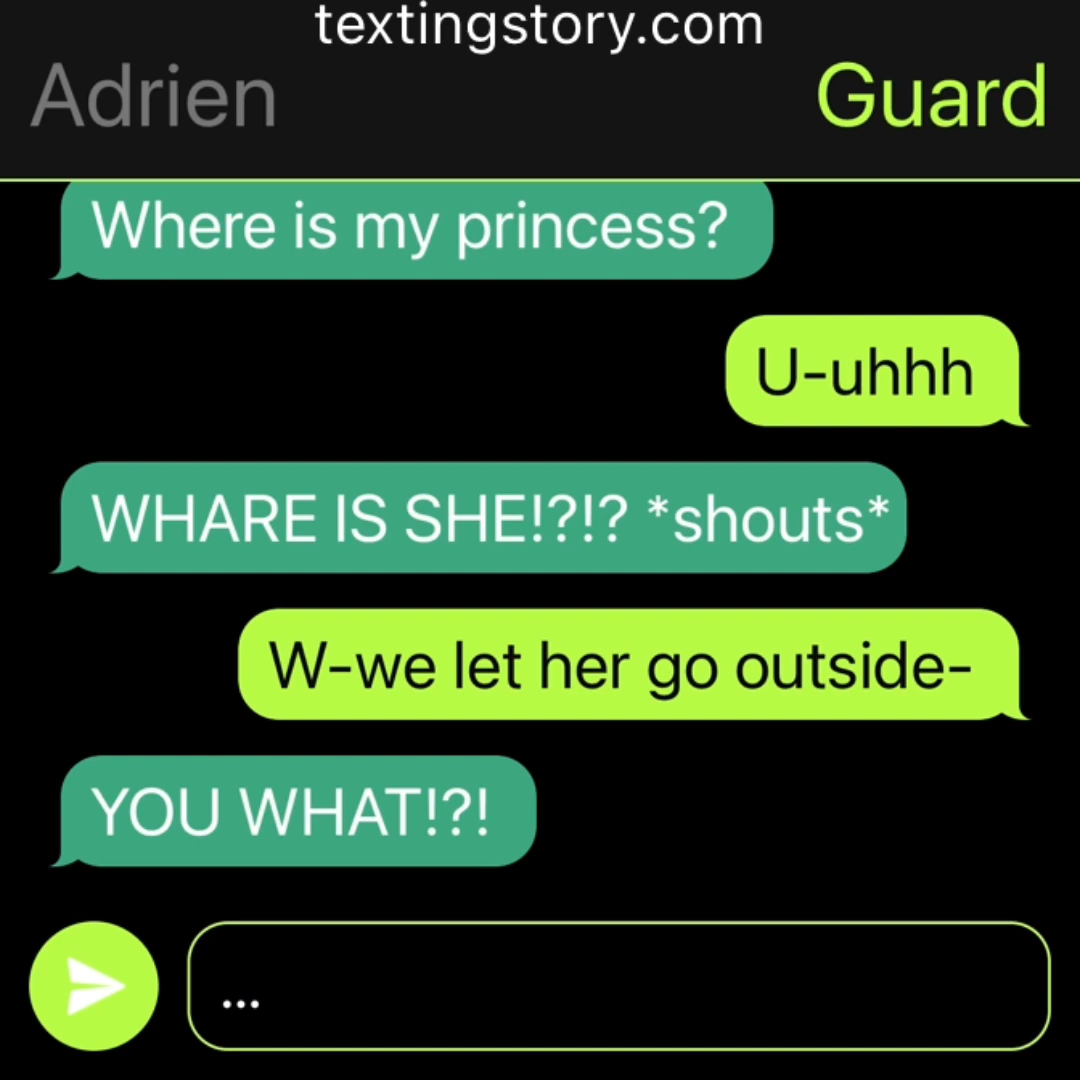 textingstory.com
Adrien
Guard
Where is my princess?
U-uhhh
WHARE IS SHE!?!? *shouts*
W-we let her go outside-
YOU WHAT!?!
...